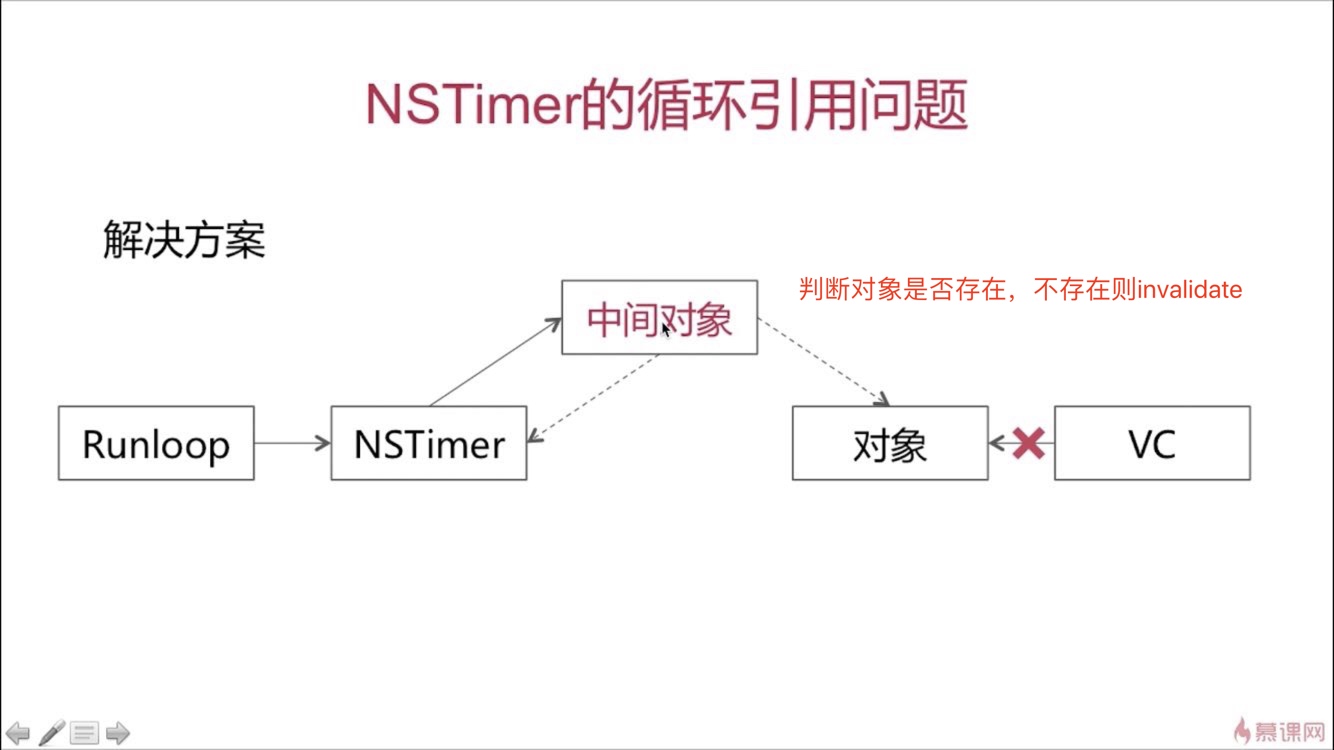 NSTimer的循环引用问题
解决方案
中间对象
判断对象是否存在，不存在则invalidate
Runloop
NSTimer
对象
VC
慕课网